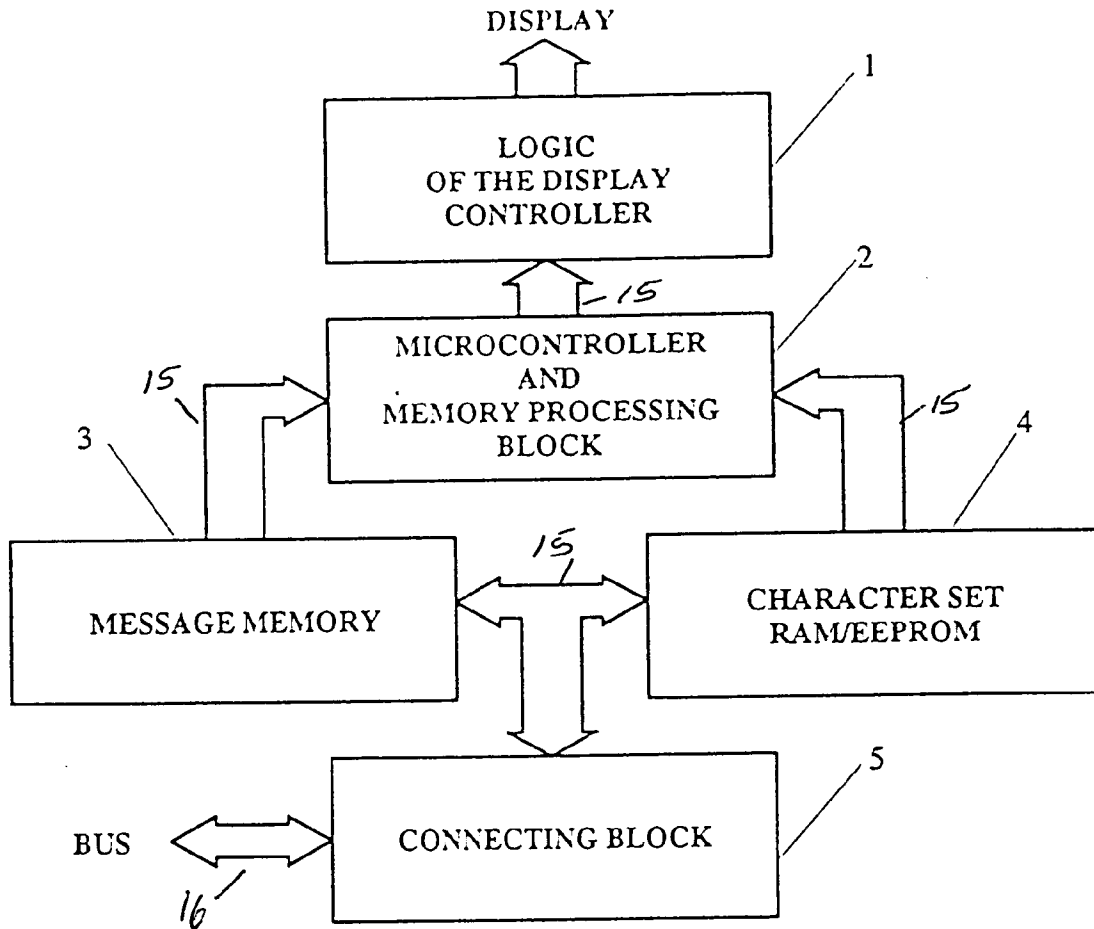 DISPLAY
1
LOGIC
OF THE DISPLAY
CONTROLLER
2
15
MICROCONTROLLER
AND
MEMORY PROCESSING
BLOCK
15
15
3
4
15
MESSAGE MEMORY
CHARACTER SET
RAM/EEPROM
5
BUS
CONNECTING BLOCK
16